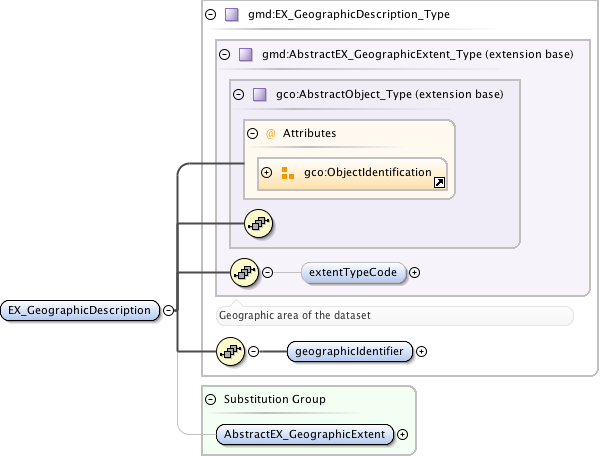 gmd:EX_GeographicDescription_Type
gmd:AbstractEX_GeographicExtent_Type (extension base)
gco:AbstractObject_Type (extension base)
@ Attributes
gco:ObjectIdentification
extentTypeCode
EX_GeographicDescription
Geographic area of the dataset
geographicIdentifier
Substitution Group
AbstractEX_GeographicExtent